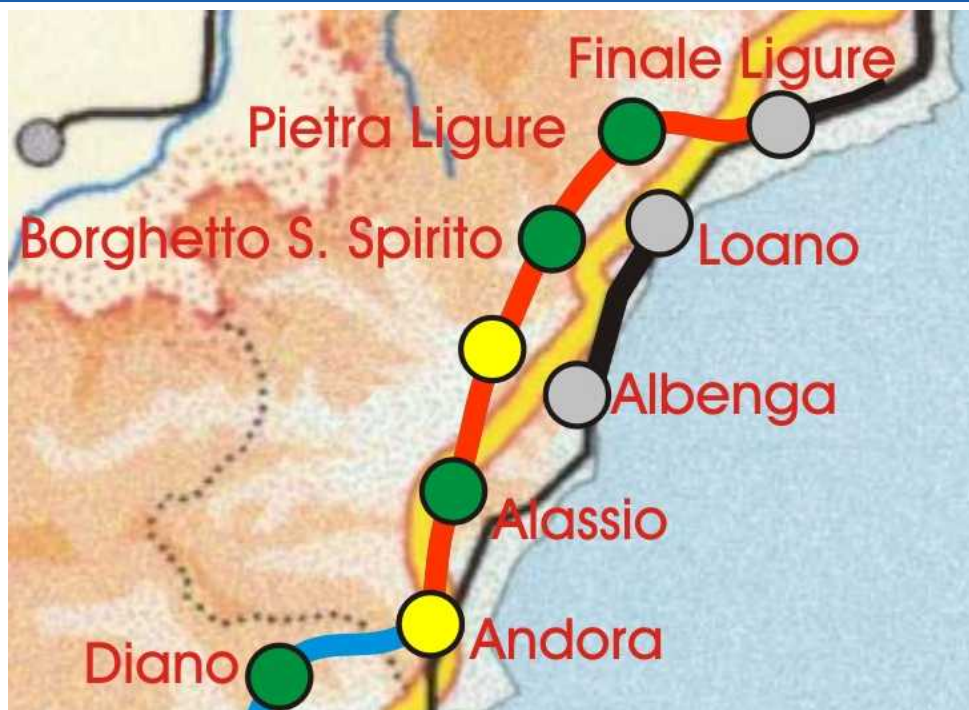 Finale Ligure
Pietra Ligure
Borghetto S. Spirito
Loano
Albenga
Alassio
Andora
Diano